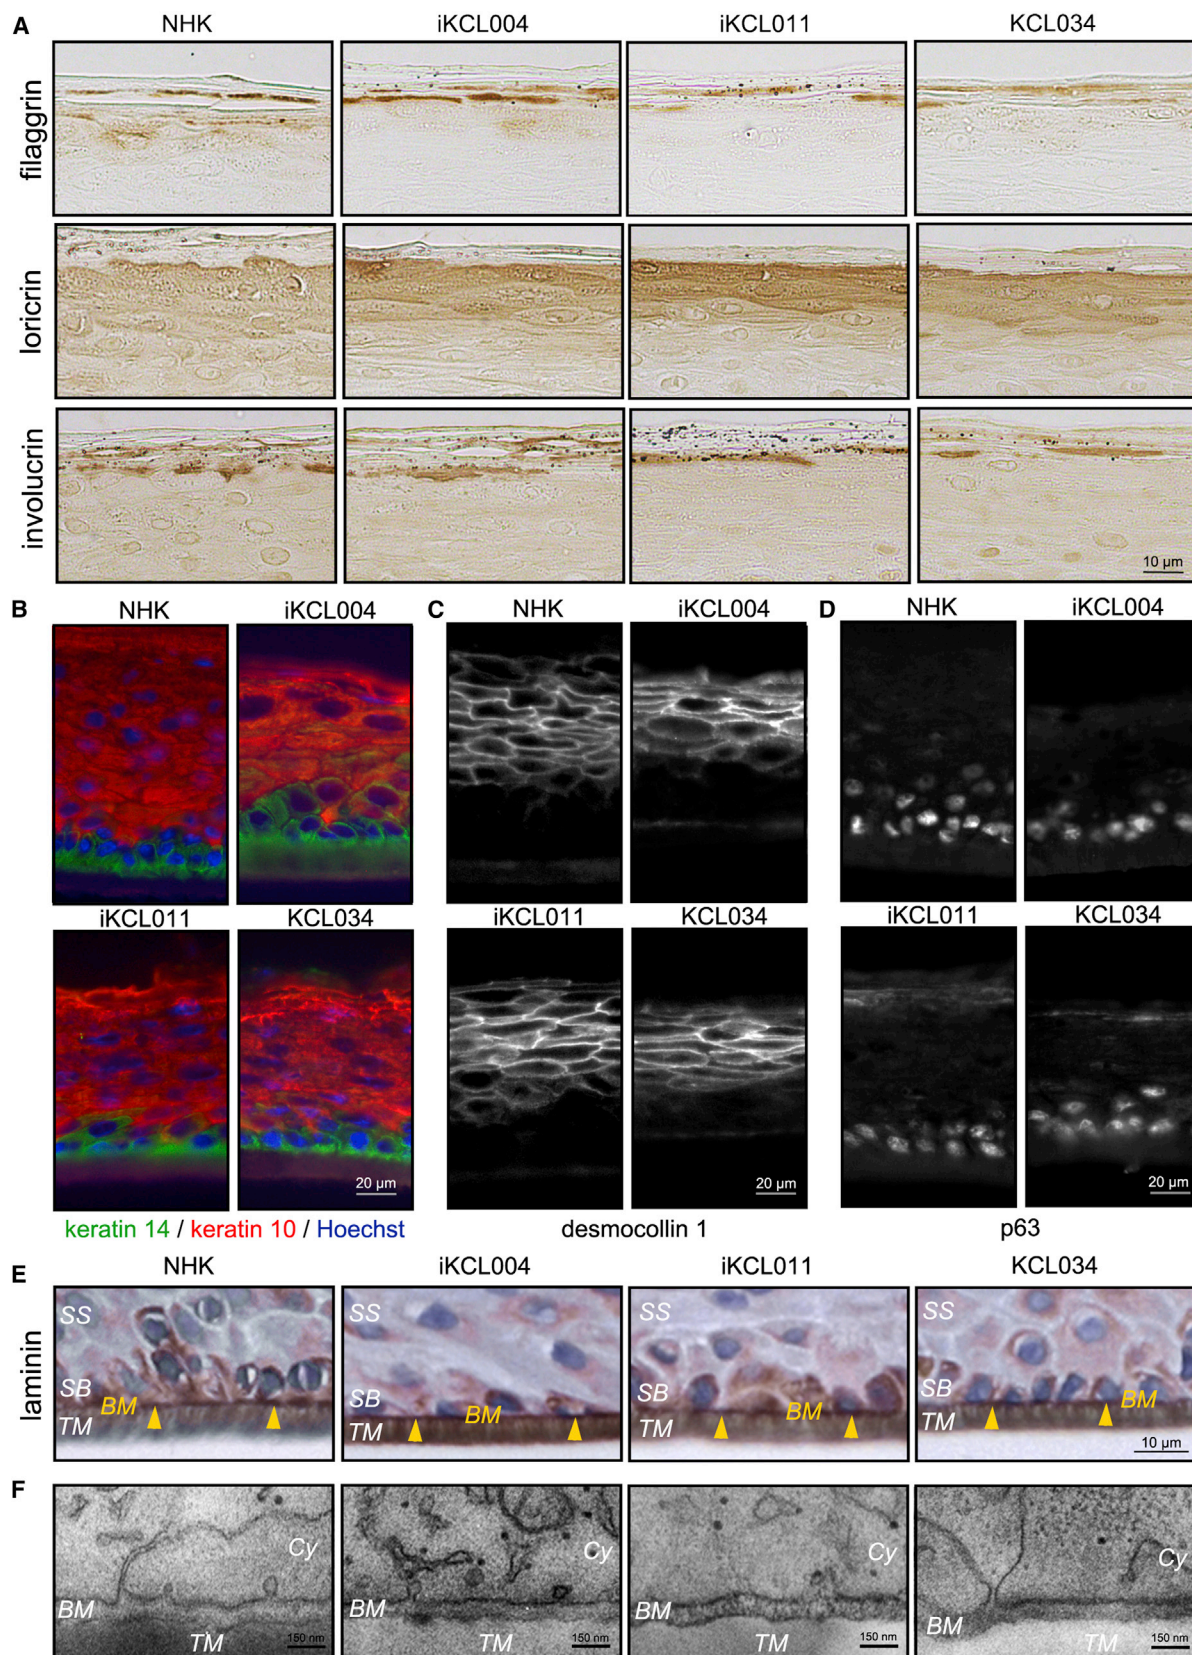 A
NHK iKCL004 iKCL011 KCL034
filaggrin
loricrin
involucrin
10 µm
B NHK iKCL004
iKCL011 KCL034
20 µm
keratin 14 / keratin 10 / Hoechst
C NHK iKCL004
iKCL011 KCL034
20 µm
desmocollin 1
D NHK iKCL004
iKCL011 KCL034
20 µm
p63
E
NHK iKCL004 iKCL011 KCL034
laminin
SS SS SS SS
SB SB SB SB
BM BM BM BM
TM TM TM TM
10 µm
F
Cy Cy Cy Cy
BM BM BM BM
TM TM TM TM
150 nm 150 nm 150 nm 150 nm